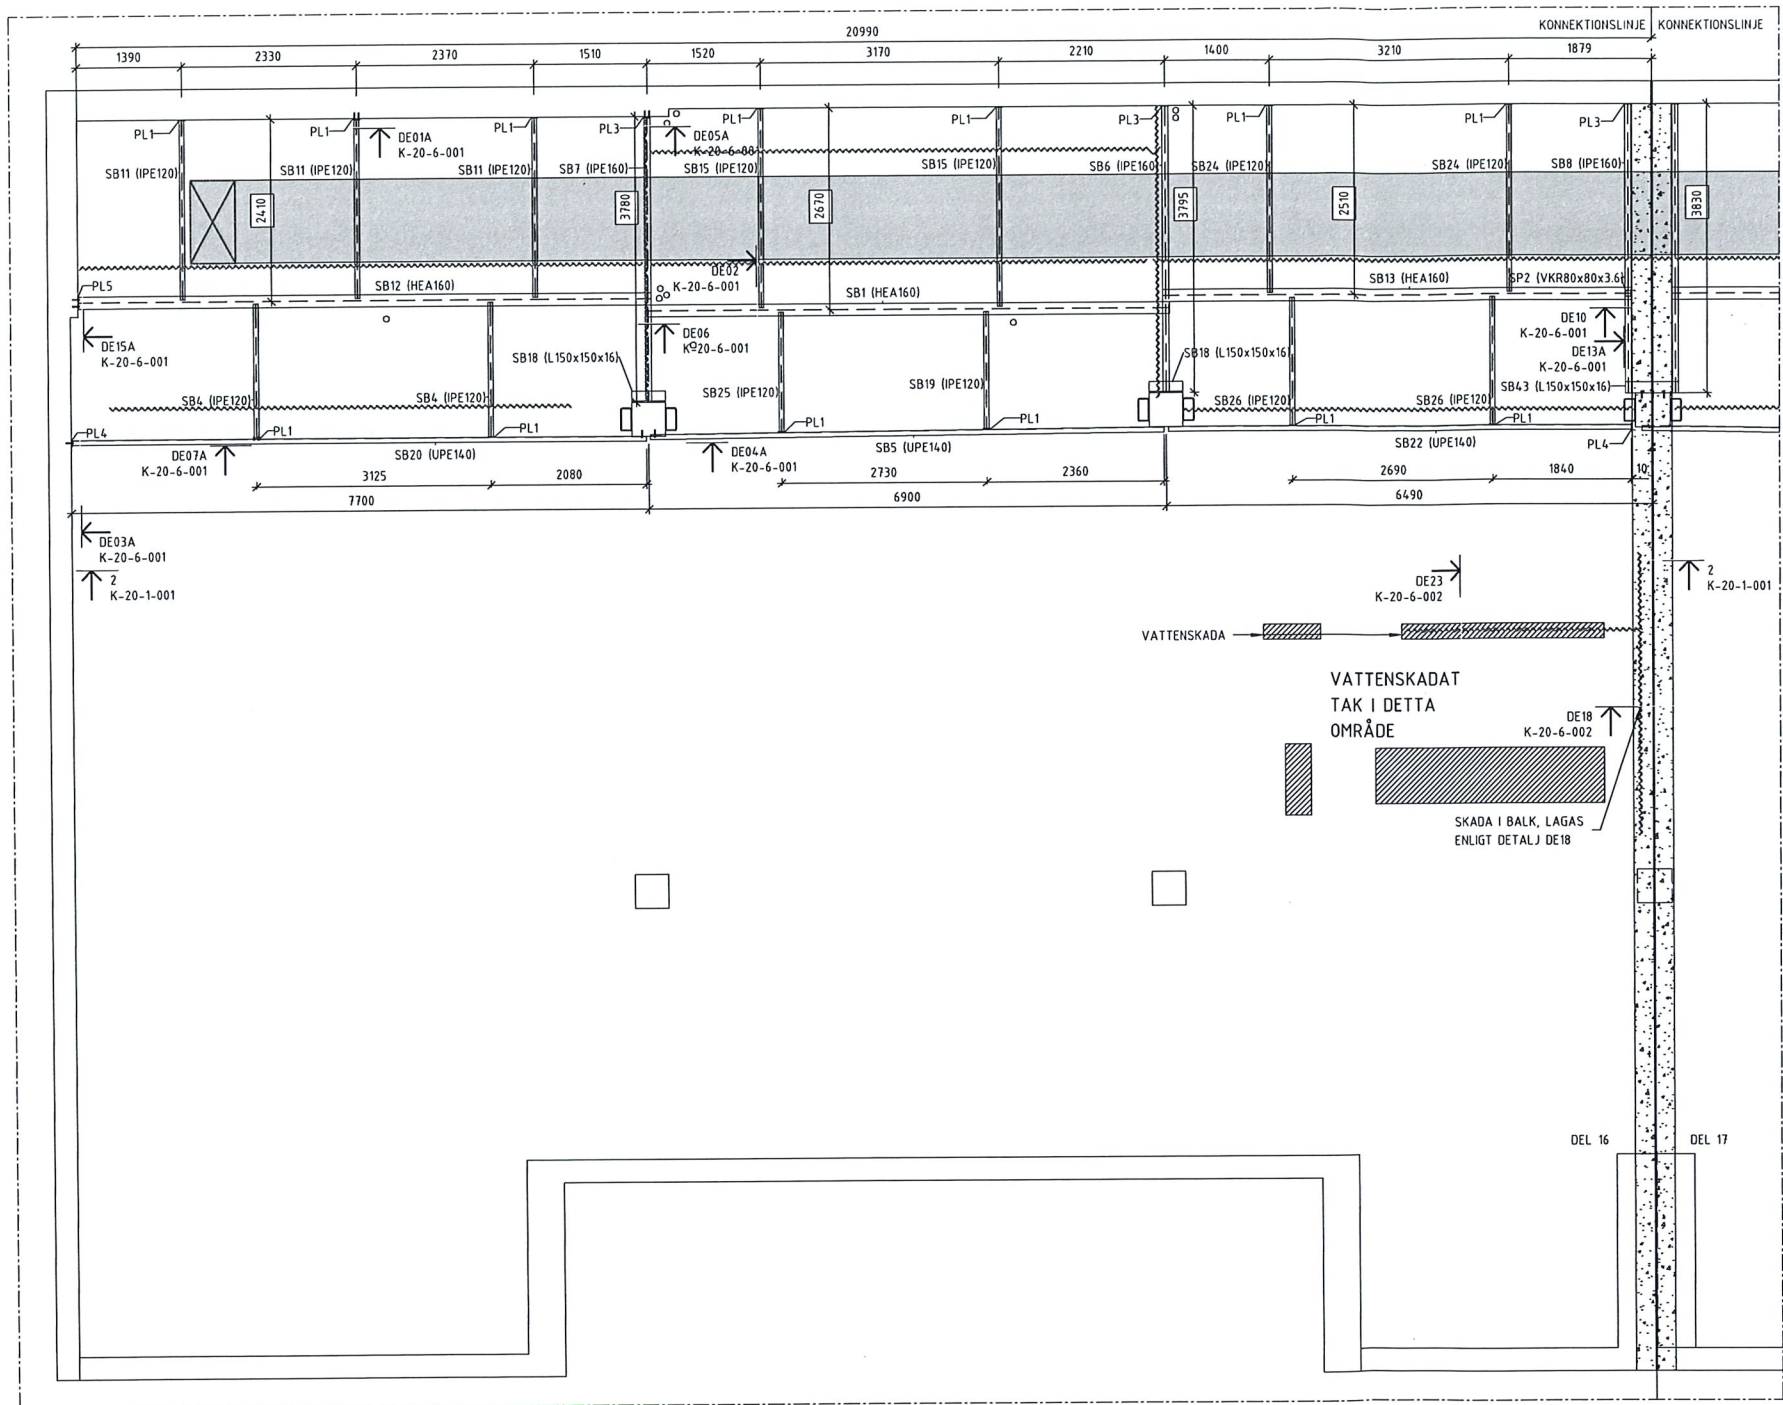 KONNEKTIONSLINJE
KONNEKTIONSLINJE
20990
1390
2330
2370
1510
1520
3170
2210
1400
3210
1879
PL1
PL1
DE01A
K-20-6-001
PL1
PL3
DE05A
PL1
PL1
PL3
PL1
PL1
PL3
SB11 (IPE120)
SB11 (IPE120)
SB11 (IPE120)
SB7 (IPE160)
SB15 (IPE120)
SB15 (IPE120)
SB6 (IPE160
SB24 (IPE120)
SB24 (IPE120)
SB8 (IPE160)
2410
3780
2670
3795
2510
3830
DE02
K-20-6-001
PL5
SB12 (HEA160)
SB1 (HEA160)
SB13 (HEA160)
SP2 (VKR80x80x3.6)
DE15A
K-20-6-001
DE06
K-20-6-001
DE10
K-20-6-001
DE13A
K-20-6-001
SB18 (L150x150x16)
SB18 (L150x150x16)
SB43 (L150x150x16)
SB4 (IPE120)
SB4 (IPE120)
SB25 (IPE120)
SB19 (IPE120)
SB26 (IPE120)
SB26 (IPE120)
PL4
PL1
PL1
PL1
PL1
PL1
PL1
PL4
DE07A
K-20-6-001
SB20 (UPE140)
DE04A
K-20-6-001
SB5 (UPE140)
SB22 (UPE140)
3125
2080
2730
2360
2690
1840
10
7700
6900
6490
DE03A
K-20-6-001
2
K-20-1-001
DE23
K-20-6-002
2
K-20-1-001
VATTENSKADA
VATTENSKADAT
TAK I DETTA
OMRÅDE
DE18
K-20-6-002
SKADA I BALK, LAGAS
ENLIGT DETALJ DE18
DEL 16
DEL 17